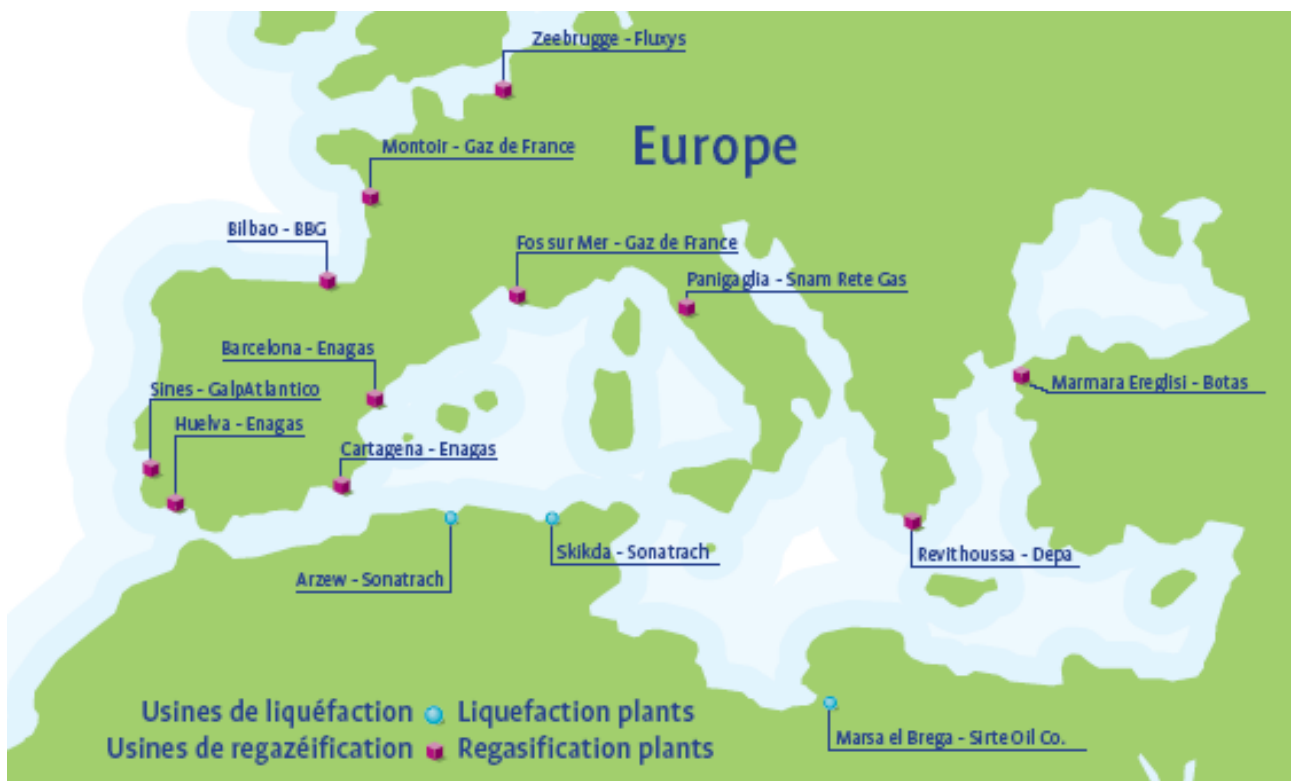 Zeebrugge - Fluxys
Europe
Montoir - Gaz de France
Bilbao - BBG
Fos sur Mer - Gaz de France
Panigaglia - Snam Rete Gas
Barcelona - Enagas
Sines - GalpAtlantico
Marmara Ereglisi - Botas
Huelva - Enagas
Cartagena - Enagas
Skikda - Sonatrach
Revithoussa - Depa
Arzew - Sonatrach
Usines de liquéfaction Liquefaction plants
Usines de regazéification Regasification plants
Marsa el Brega - Sirte Oil Co.